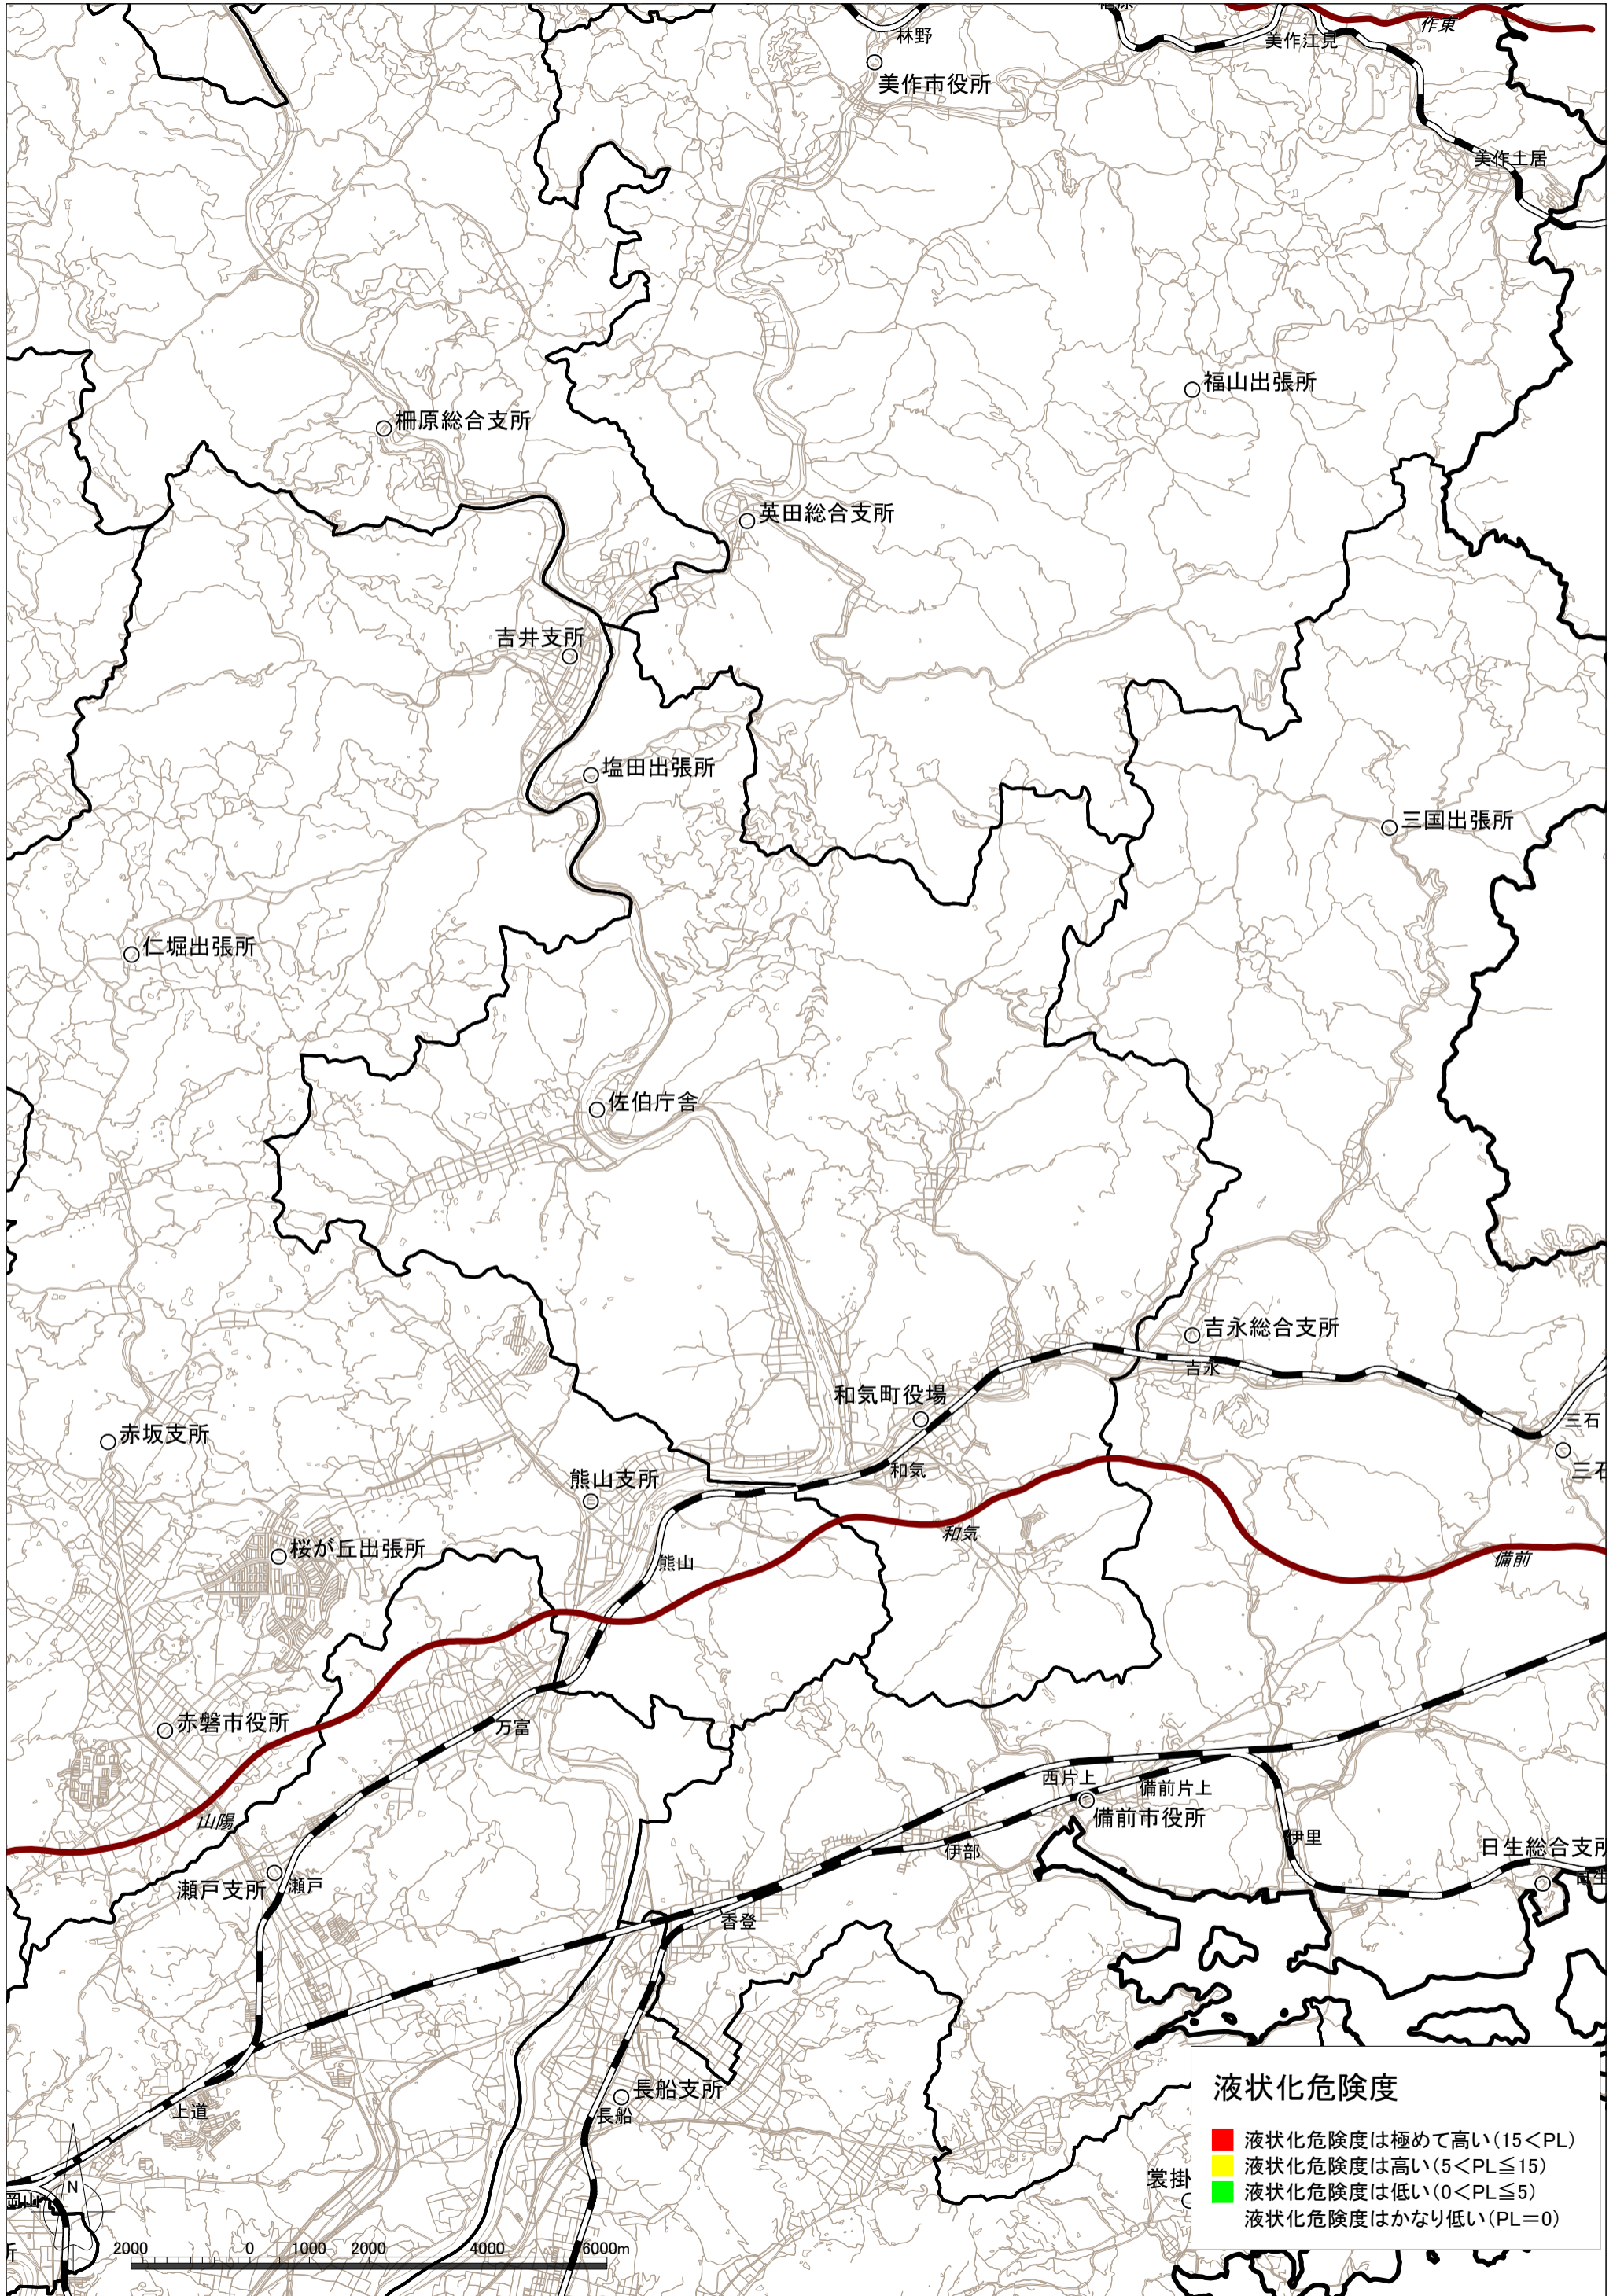 林野
美作江見
作東
美作市役所
美作土居
福山出張所
柵原総合支所
英田総合支所
吉井支所
塩田出張所
三国出張所
仁堀出張所
佐伯庁舎
吉永総合支所
吉永
和気町役場
三石
赤坂支所
和気
三石
熊山支所
和気
桜が丘出張所
熊山
備前
赤磐市役所
万富
西片上
備前片上
備前市役所
山陽
伊部
伊里
日生総合支所
瀬戸支所
瀬戸
日生
香登
長船支所
長船
上道
液状化危険度
液状化危険度は極めて高い(15<PL)
液状化危険度は高い(5<PL≦15)
液状化危険度は低い(0<PL≦5)
液状化危険度はかなり低い(PL=0)
裳掛
N
岡山
所
2000 0 1000 2000 4000 6000m